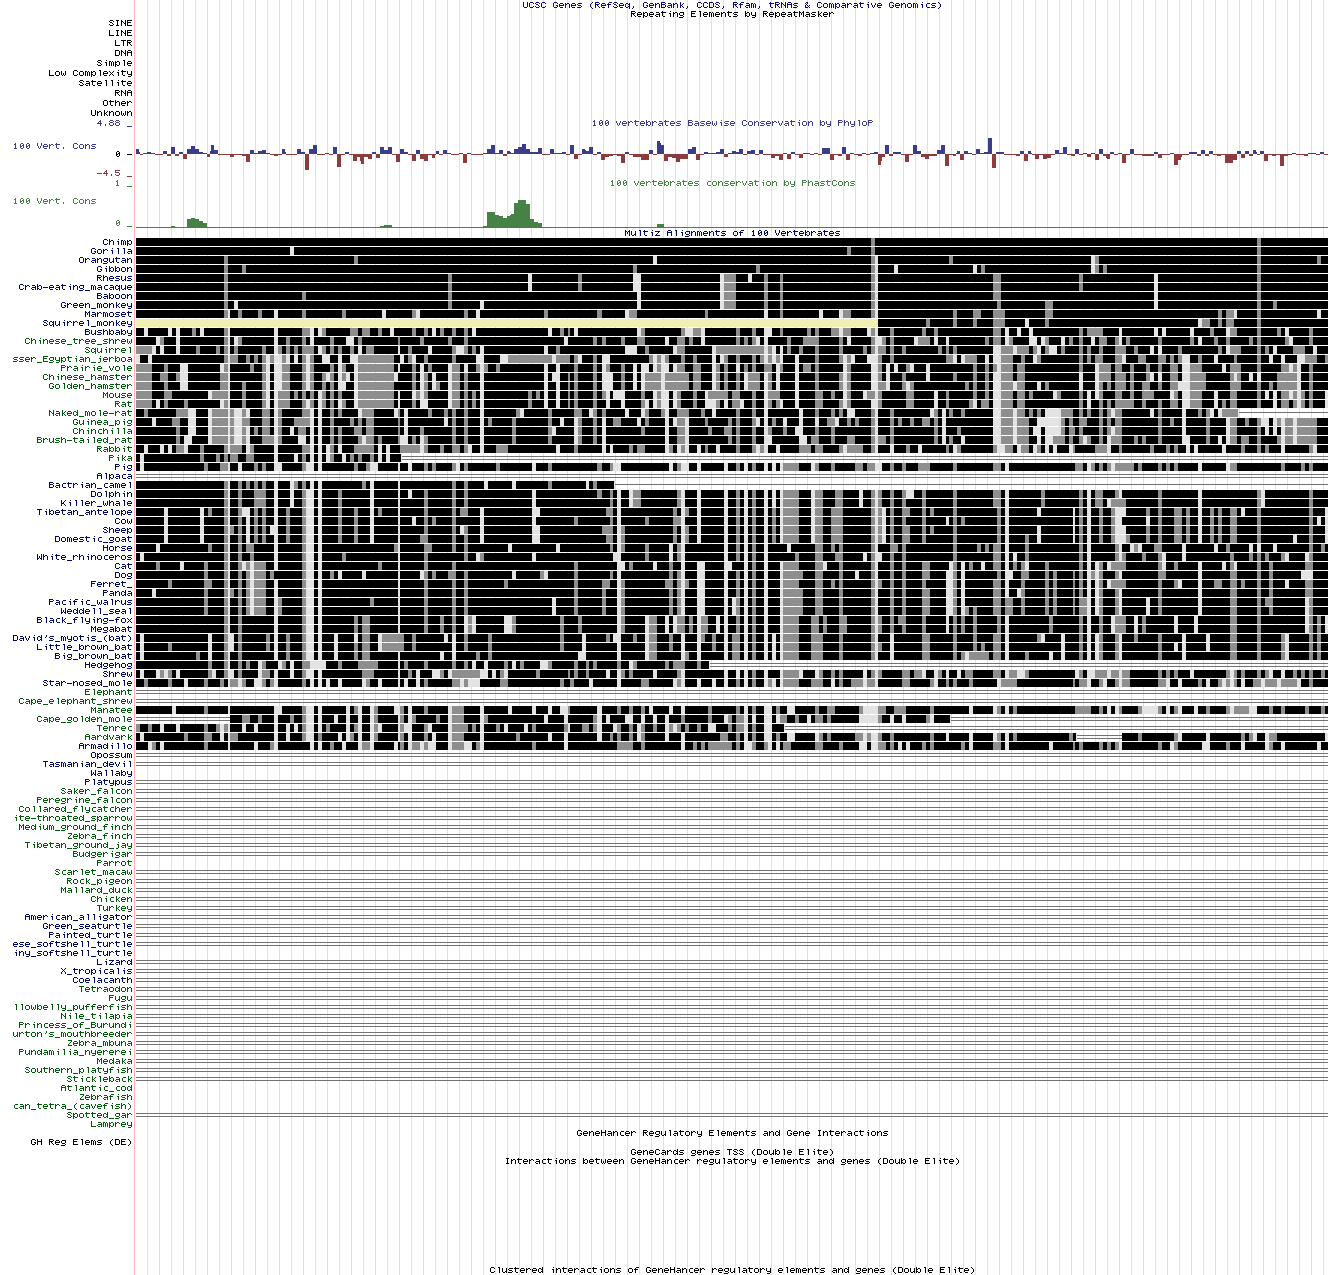 UCSC Genes (RefSeq, GenBank, CCDS, Rfam, tRNAs & Comparative Genomics)
Repeating Elements by RepeatMasker
SINE
LINE
LTR
DNA
Simple
Low Complexity
Satellite
RNA
Other
Unknown
4.88 _
100 vertebrates Basewise Conservation by PhyloP
100 Vert. Cons
0 _
-4.5 _
1 _
100 vertebrates conservation by PhastCons
100 Vert. Cons
0 _
Multiz Alignments of 100 Vertebrates
Chimp
Gorilla
Orangutan
Gibbon
Rhesus
Crab-eating_macaque
Baboon
Green_monkey
Marmoset
Squirrel_monkey
Bushbaby
Chinese_tree_shrew
Squirrel
sser_Egyptian_jerboa
Prairie_vole
Chinese_hamster
Golden_hamster
Mouse
Rat
Naked_mole-rat
Guinea_pig
Chinchilla
Brush-tailed_rat
Rabbit
Pika
Pig
Alpaca
Bactrian_camel
Dolphin
Killer_whale
Tibetan_antelope
Cow
Sheep
Domestic_goat
Horse
White_rhinoceros
Cat
Dog
Ferret_
Panda
Pacific_walrus
Weddell_seal
Black_flying-fox
Megabat
David's_myotis_(bat)
Little_brown_bat
Big_brown_bat
Hedgehog
Shrew
Star-nosed_mole
Elephant
Cape_elephant_shrew
Manatee
Cape_golden_mole
Tenrec
Aardvark
Armadillo
Opossum
Tasmanian_devil
Wallaby
Platypus
Saker_falcon
Peregrine_falcon
Collared_flycatcher
ite-throated_sparrow
Medium_ground_finch
Zebra_finch
Tibetan_ground_jay
Budgerigar
Parrot
Scarlet_macaw
Rock_pigeon
Mallard_duck
Chicken
Turkey
American_alligator
Green_seaturtle
Painted_turtle
ese_softshell_turtle
iny_softshell_turtle
Lizard
X_tropicalis
Coelacanth
Tetraodon
Fugu
llowbelly_pufferfish
Nile_tilapia
Princess_of_Burundi
urton's_mouthbreeder
Zebra_mbuna
Pundamilia_nyererei
Medaka
Southern_platyfish
Stickleback
Atlantic_cod
Zebrafish
can_tetra_(cavefish)
Spotted_gar
Lamprey
GeneHancer Regulatory Elements and Gene Interactions
GH Reg Elems (DE)
GeneCards genes TSS (Double Elite)
Interactions between GeneHancer regulatory elements and genes (Double Elite)
Clustered interactions of GeneHancer regulatory elements and genes (Double Elite)